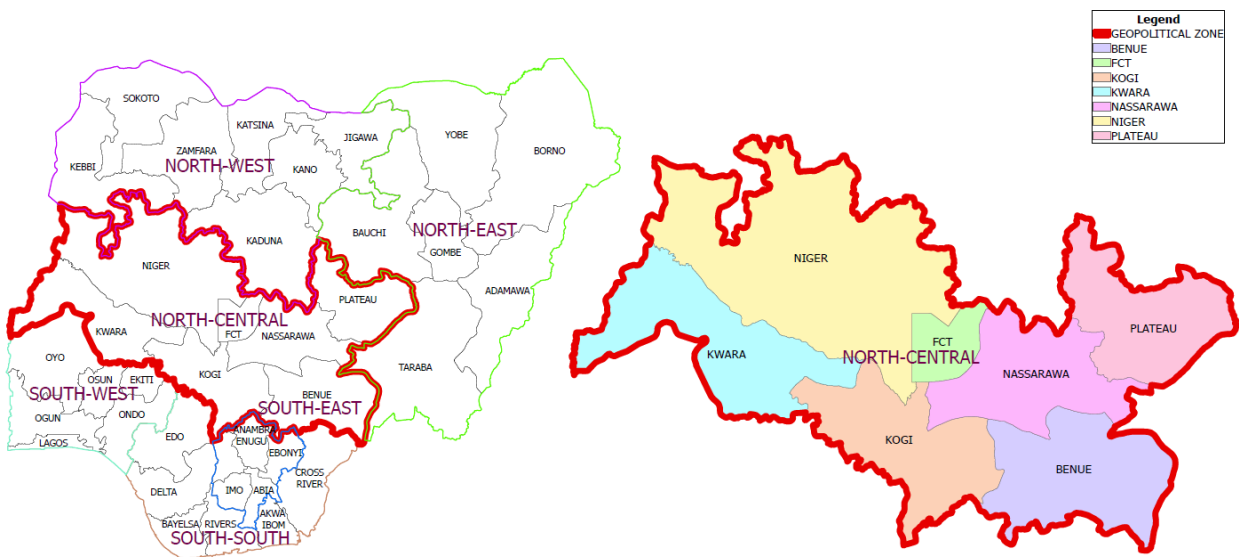 Legend
GEOPOLITICAL ZONE
BENUE
FCT
KOGI
KWARA
NASSARAWA
NIGER
PLATEAU
SOKOTO
KATSINA
JIGAWA
YOBE
BORNO
ZAMFARA
KEBBI
NORTH-WEST
KANO
BAUCHI
NORTH-EAST
KADUNA
GOMBE
NIGER
ADAMAWA
PLATEAU
NORTH-CENTRAL
KWARA
FCT
NASSARAWA
OYO
KOGI
TARABA
OSUN
EKITI
SOUTH-WEST
BENUE
SOUTH-EAST
OGUN
ONDO
LAGOS
EDO
ANAMBRA
ENUGU
EBONYI
CROSS
RIVER
DELTA
IMO
ABIA
AKWA
IBOM
BAYELSA
RIVERS
SOUTH-SOUTH
NIGER
PLATEAU
FCT
KWARA
NORTH-CENTRAL
NASSARAWA
KOGI
BENUE